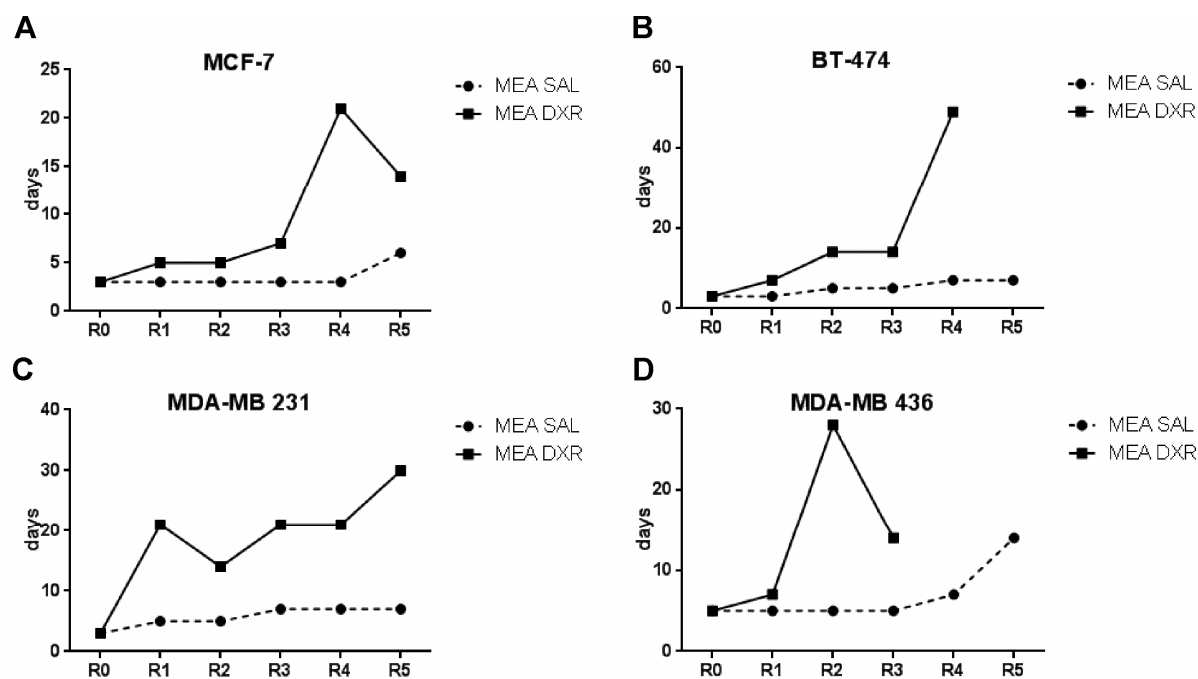 A
MCF-7
25
20
15
10
5
0
days
R0 R1 R2 R3 R4 R5
MEA SAL
MEA DXR
B
BT-474
60
40
20
0
days
R0 R1 R2 R3 R4 R5
MEA SAL
MEA DXR
C
MDA-MB 231
40
30
20
10
0
days
R0 R1 R2 R3 R4 R5
MEA SAL
MEA DXR
D
MDA-MB 436
30
20
10
0
days
R0 R1 R2 R3 R4 R5
MEA SAL
MEA DXR